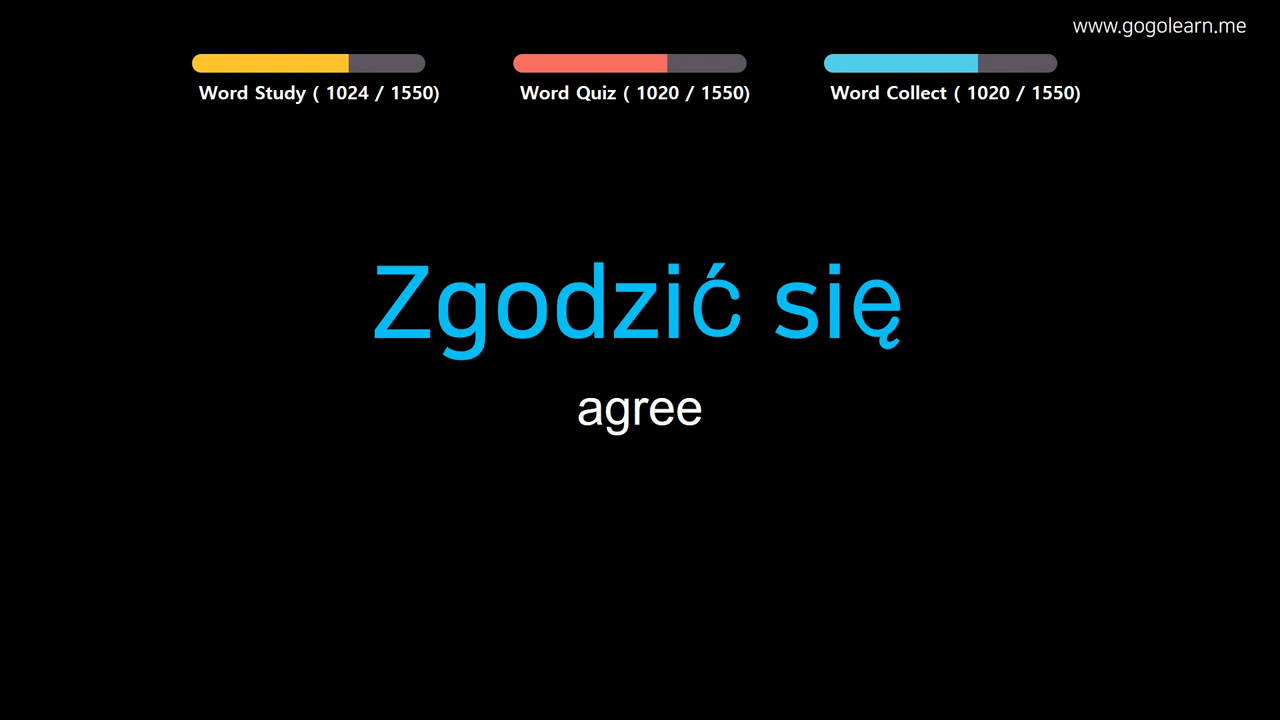 www.gogolearn.me
Word Study ( 1024 / 1550)
Word Quiz ( 1020 / 1550)
Word Collect ( 1020 / 1550)
Zgodzić się
agree